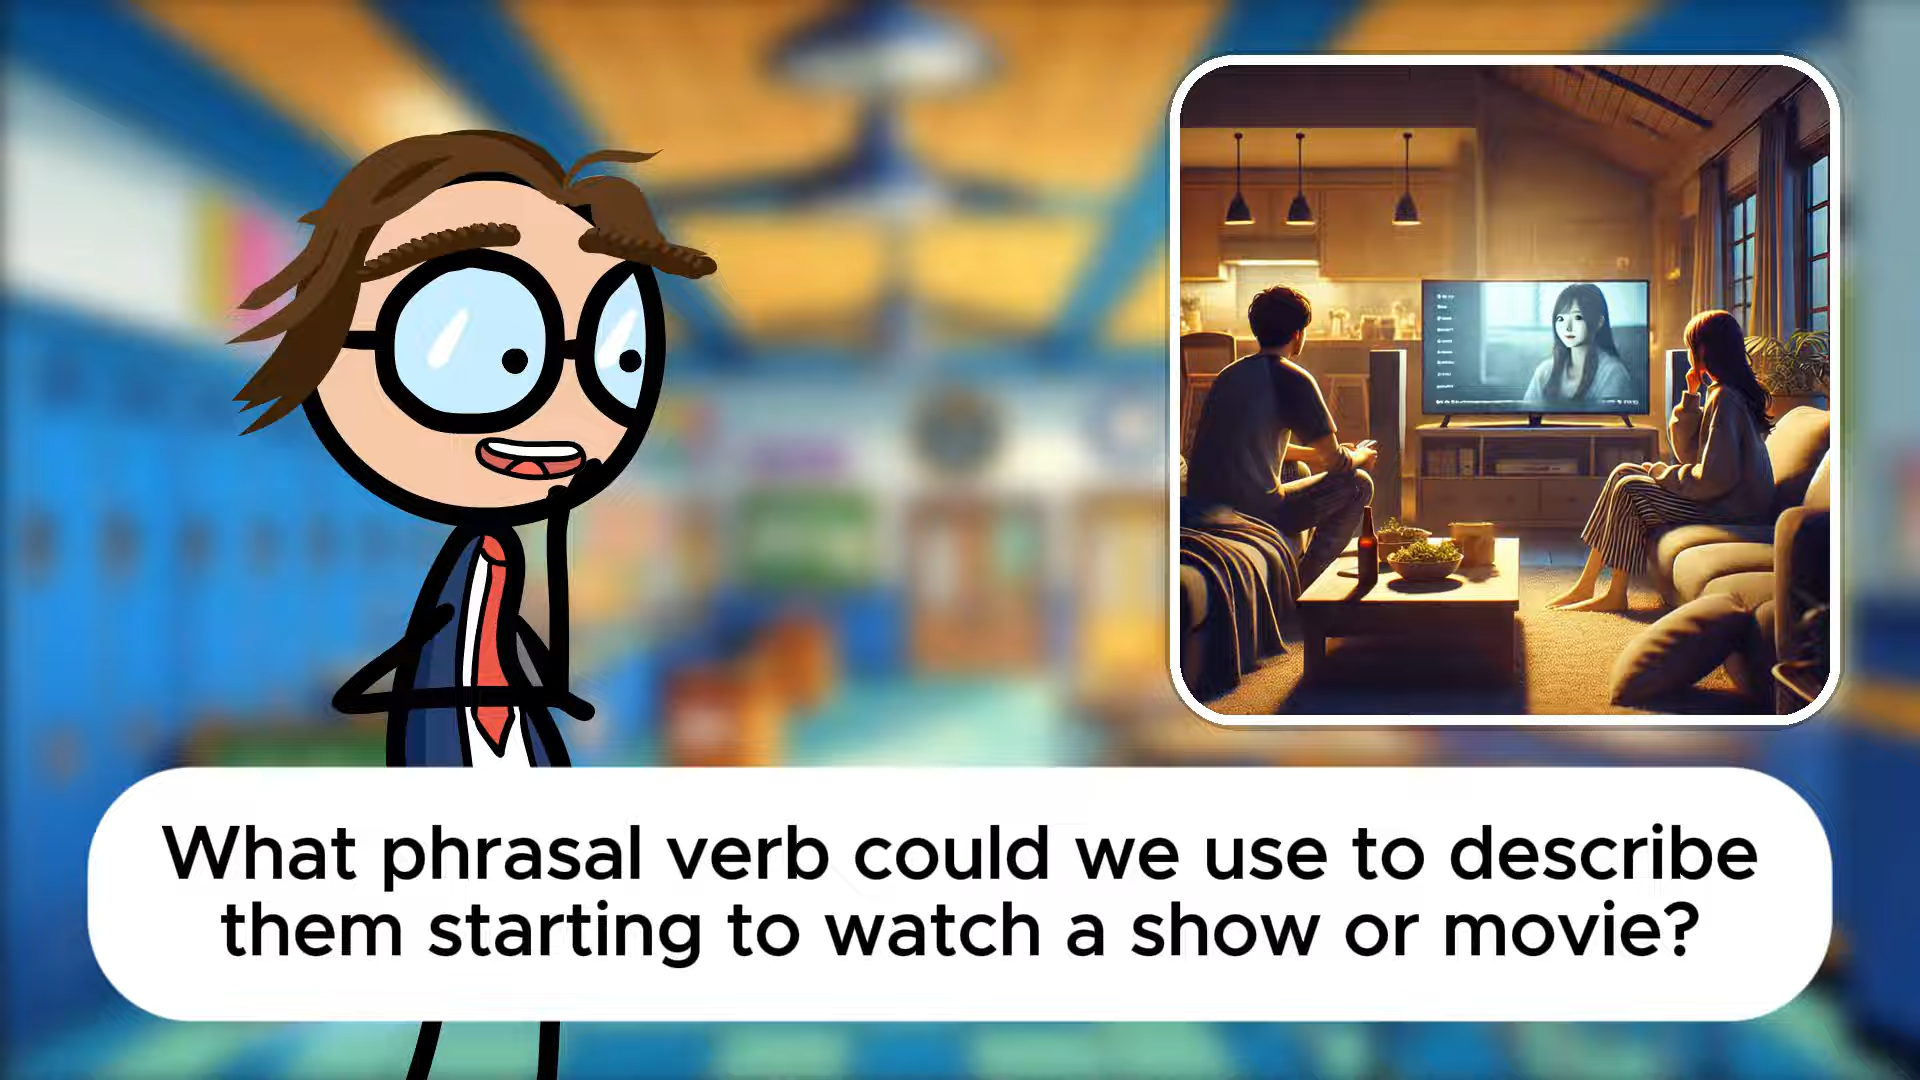 What phrasal verb could we use to describe
them starting to watch a show or movie?